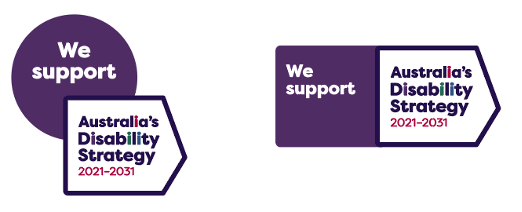 We
support
Australia's
Disability
Strategy
2021–2031
We
support
Australia's
Disability
Strategy
2021–2031